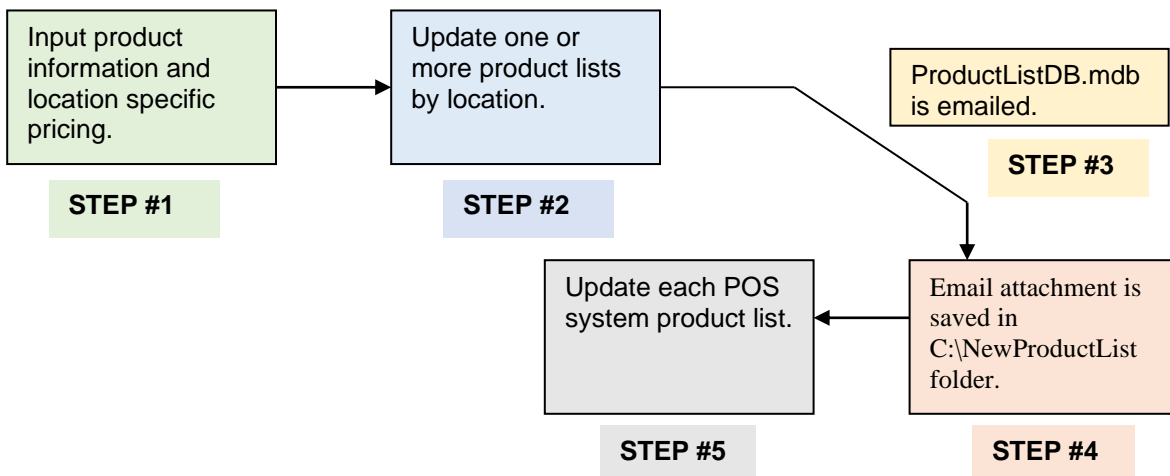 Input product
information and
location specific
pricing.
STEP #1
Update one or
more product lists
by location.
STEP #2
ProductListDB.mdb
is emailed.
STEP #3
Email attachment is
saved in
C:\NewProductList
folder.
STEP #4
Update each POS
system product list.
STEP #5